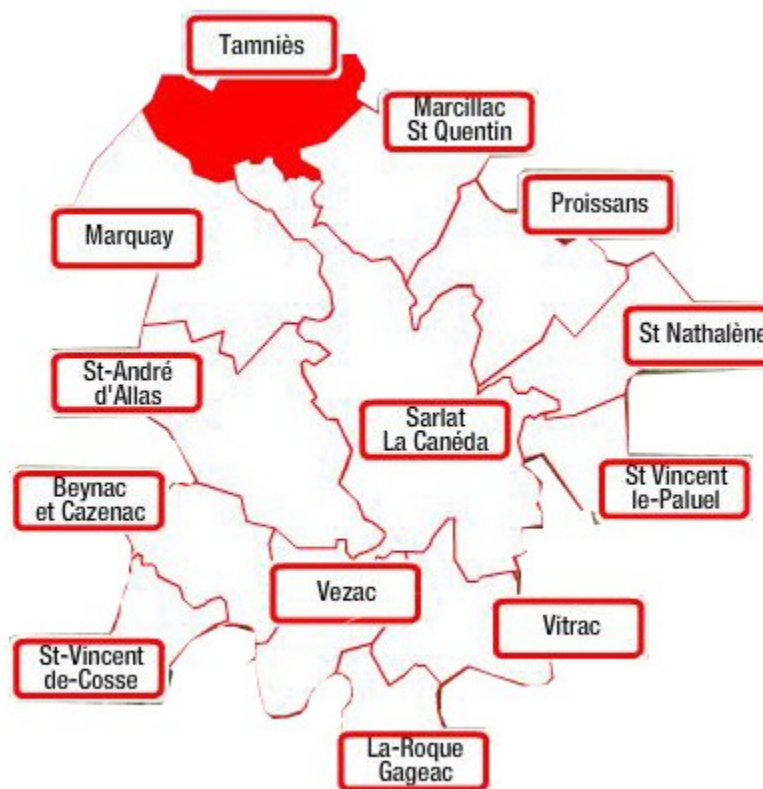 Tamniès
Marcillac
St Quentin
Proissans
Marquay
St Nathalène
St-André
d'Allas
Sarlat
La Canéda
St Vincent
le-Paluel
Beynac
et Cazenac
Vezac
Vitrac
St-Vincent
de-Cosse
La-Roque
Gageac